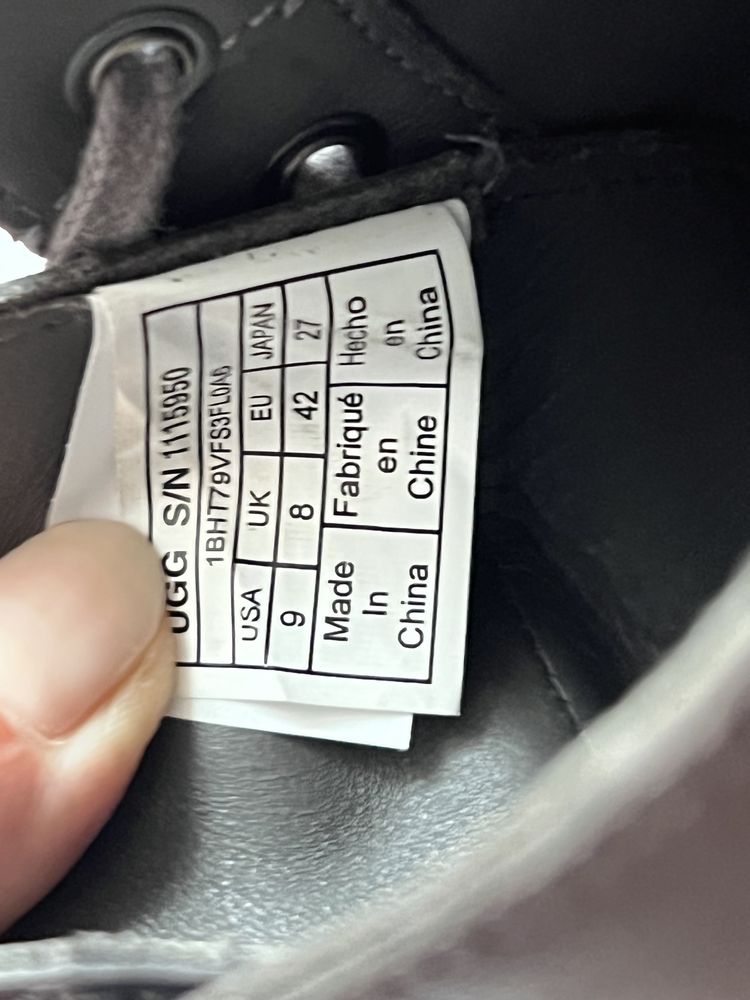 UGG S/N 1115950
1BHT79VFS3FL0AG
USA UK EU JAPAN
9 8 42 27
Made In China
Fabriqué en Chine
Hecho en China